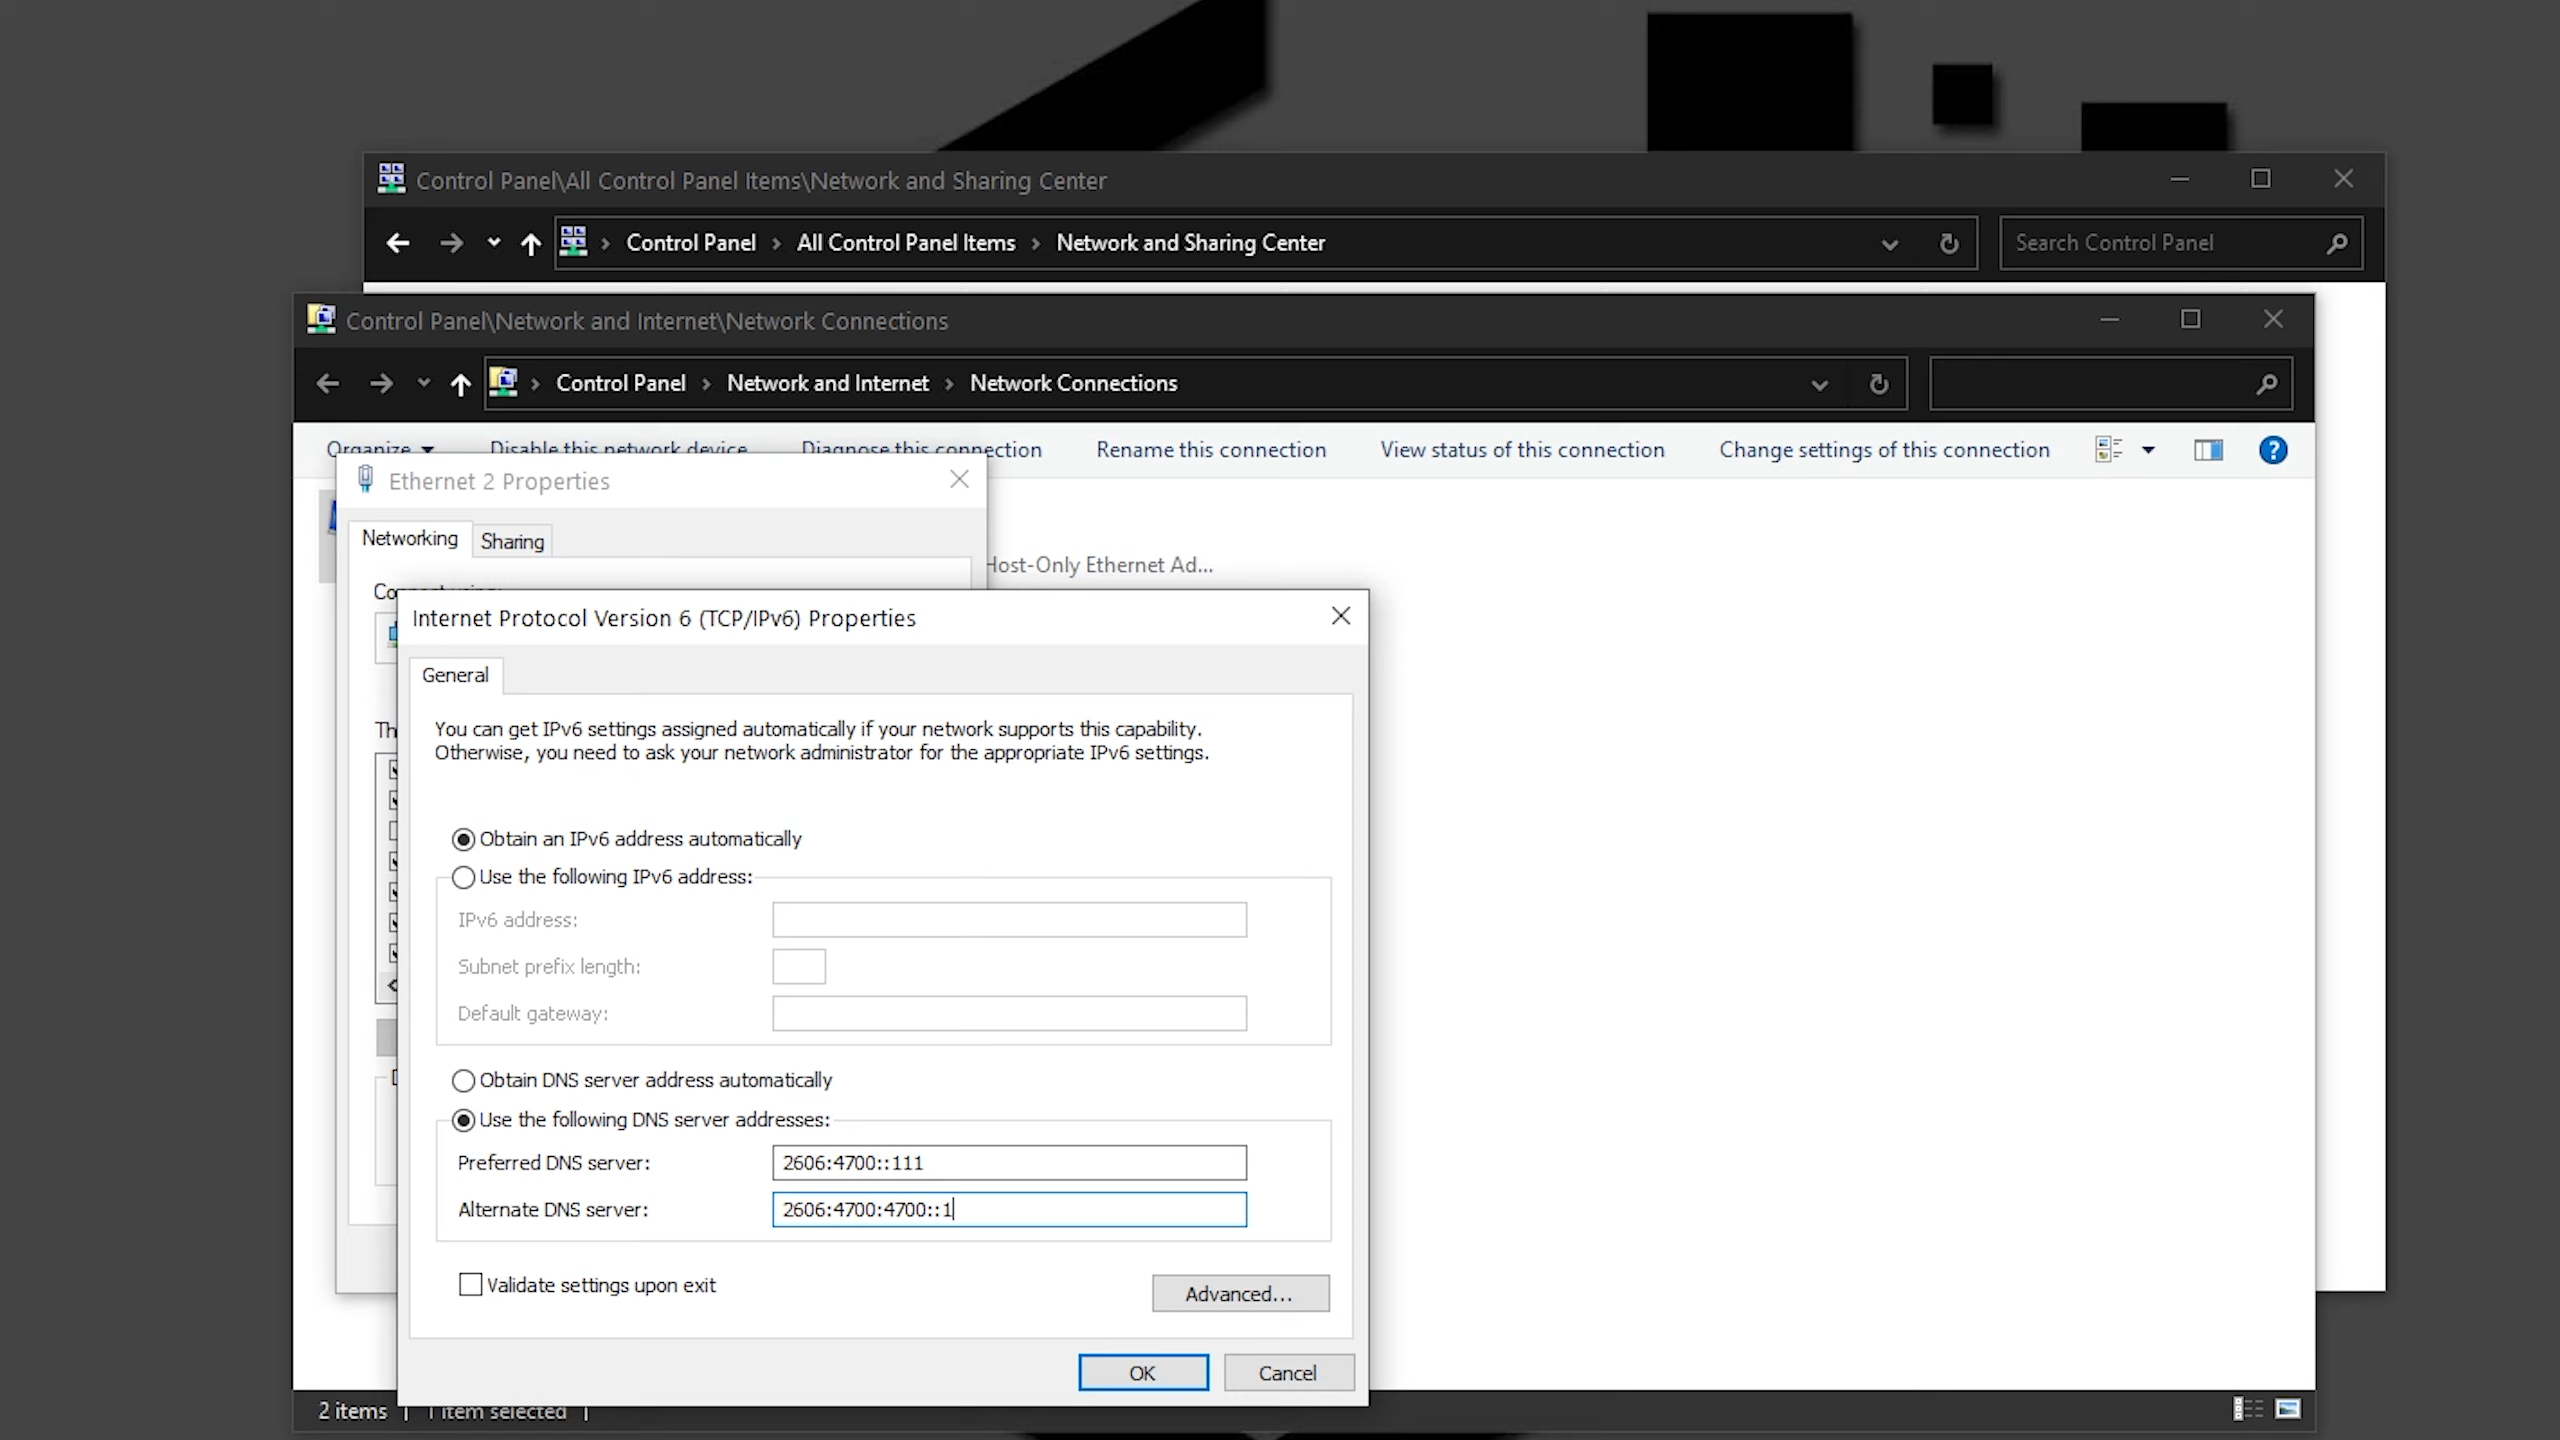 Control Panel\All Control Panel Items\Network and Sharing Center
Control Panel All Control Panel Items Network and Sharing Center
Search Control Panel
Control Panel\Network and Internet\Network Connections
Control Panel Network and Internet Network Connections
Organize Disable this network device Diagnose this connection Rename this connection View status of this connection Change settings of this connection
Ethernet 2 Properties
Networking Sharing
Host-Only Ethernet Ad...
Internet Protocol Version 6 (TCP/IPv6) Properties
General
You can get IPv6 settings assigned automatically if your network supports this capability.
Otherwise, you need to ask your network administrator for the appropriate IPv6 settings.
Obtain an IPv6 address automatically
Use the following IPv6 address:
IPv6 address:
Subnet prefix length:
Default gateway:
Obtain DNS server address automatically
Use the following DNS server addresses:
Preferred DNS server: 2606:4700::111
Alternate DNS server: 2606:4700:4700::1
Validate settings upon exit
Advanced...
OK Cancel
2 items 1 item selected